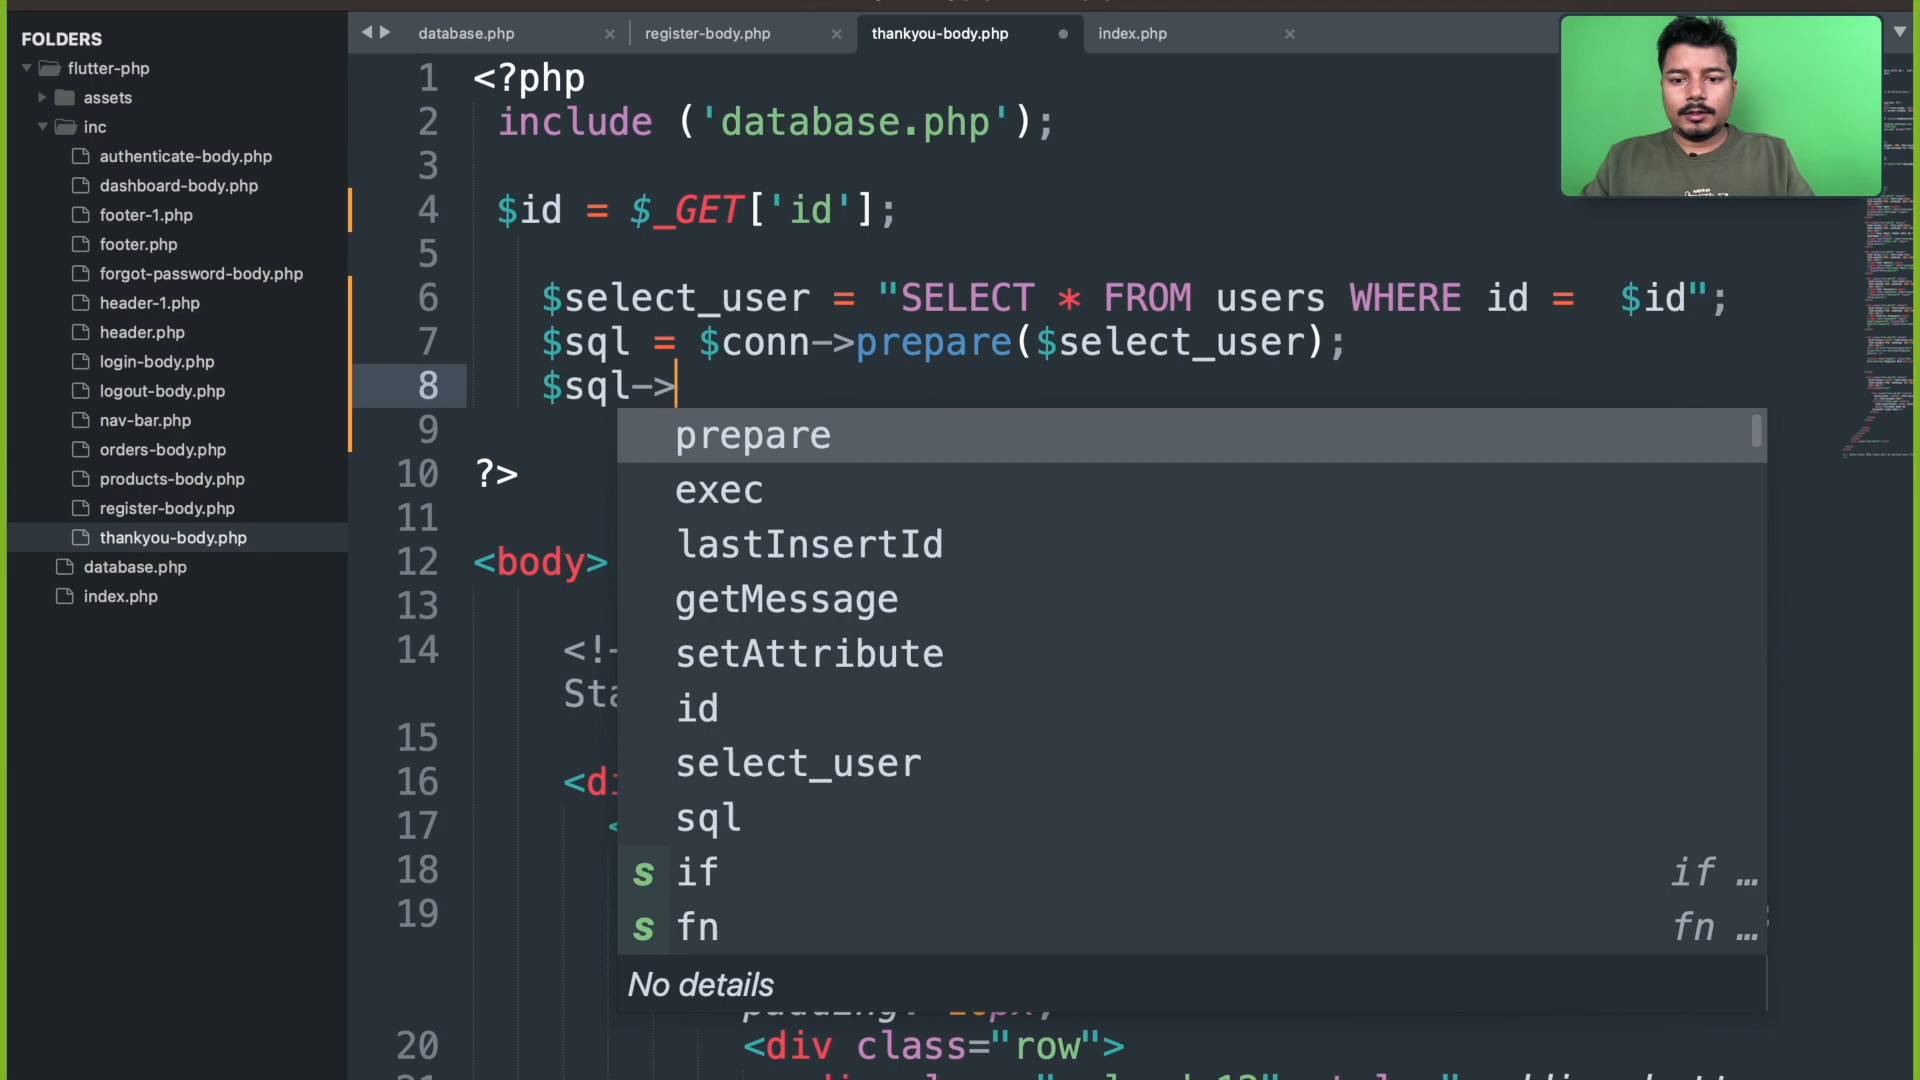 FOLDERS
flutter-php
assets
inc
authenticate-body.php
dashboard-body.php
footer-1.php
footer.php
forgot-password-body.php
header-1.php
header.php
login-body.php
logout-body.php
nav-bar.php
orders-body.php
products-body.php
register-body.php
thankyou-body.php
database.php
index.php
database.php
register-body.php
thankyou-body.php
index.php
1 <?php
2 include ('database.php');
3
4 $id = $_GET['id'];
5
6 $select_user = "SELECT * FROM users WHERE id = $id";
7 $sql = $conn->prepare($select_user);
8 $sql->
9
10 ?>
11
12 <body>
13
14 <!-
Sta
15
16 <di
17 <
18
19
prepare
exec
lastInsertId
getMessage
setAttribute
id
select_user
sql
s if if …
s fn fn …
No details
20 <div class="row">
21